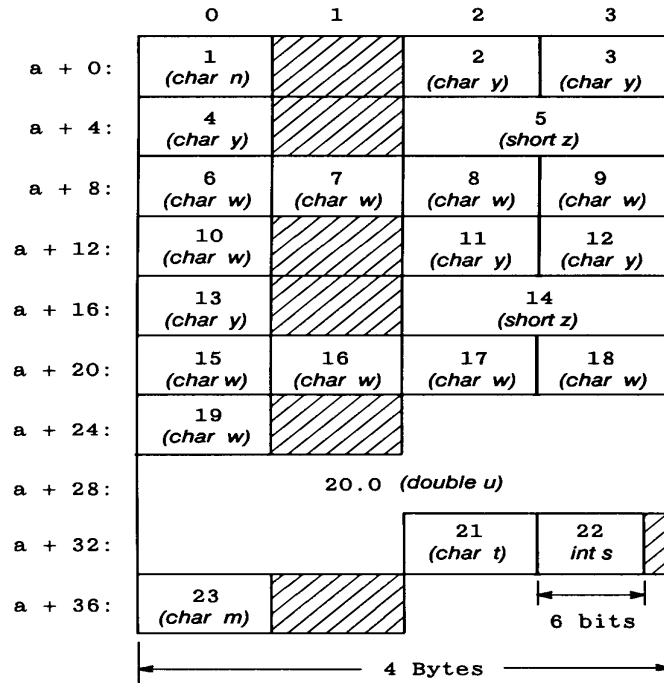 0 1 2 3
a + 0: 1 2 3
(char n) (char y) (char y)
a + 4: 4 5
(char y) (short z)
a + 8: 6 7 8 9
(char w) (char w) (char w) (char w)
a + 12: 10 11 12
(char w) (char y) (char y)
a + 16: 13 14
(char y) (short z)
a + 20: 15 16 17 18
(char w) (char w) (char w) (char w)
a + 24: 19
(char w)
a + 28: 20.0 (double u)
a + 32: 21 22
(char t) int s
a + 36: 23
(char m)
6 bits
4 Bytes